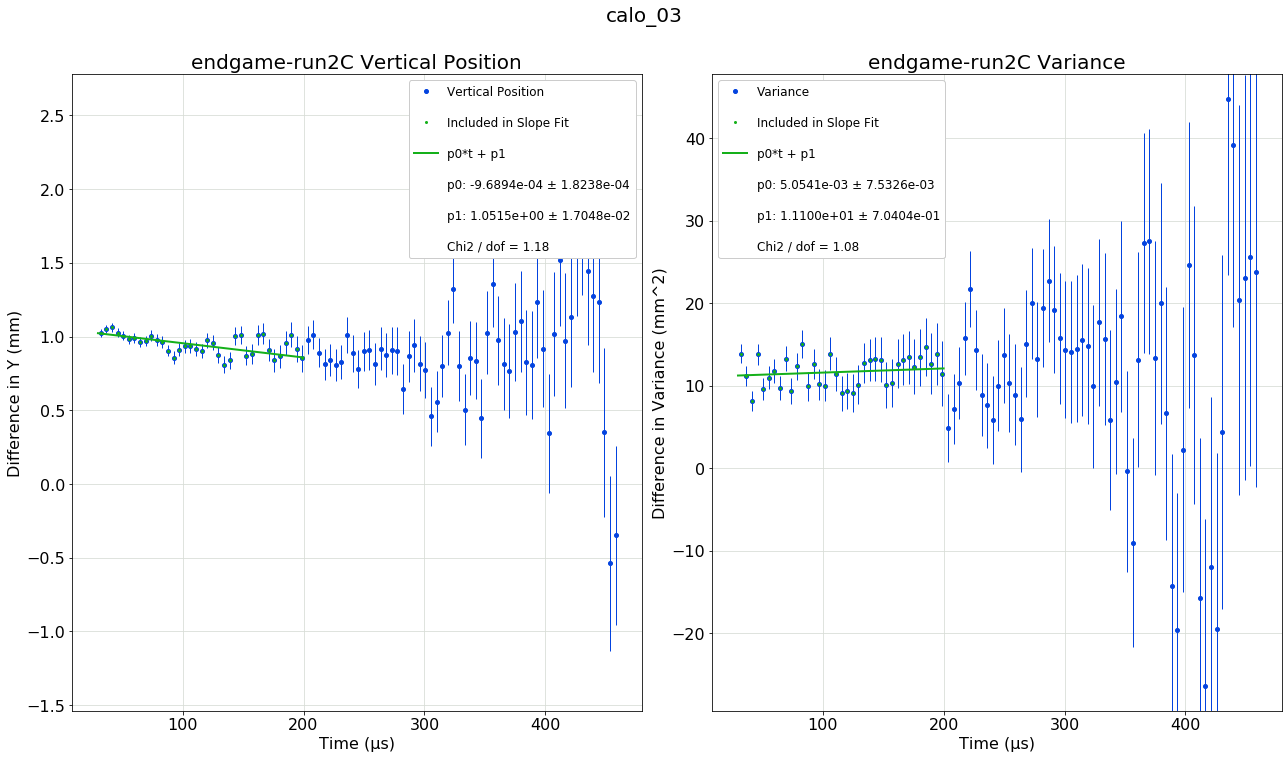 calo_03
endgame-run2C Vertical Position
Difference in Y (mm)
2.5
2.0
1.5
1.0
0.5
0.0
−0.5
−1.0
−1.5
Vertical Position
Included in Slope Fit
p0*t + p1
p0: -9.6894e-04 ± 1.8238e-04
p1: 1.0515e+00 ± 1.7048e-02
Chi2 / dof = 1.18
100 200 300 400
Time (μs)
endgame-run2C Variance
Difference in Variance (mm^2)
40
30
20
10
0
−10
−20
Variance
Included in Slope Fit
p0*t + p1
p0: 5.0541e-03 ± 7.5326e-03
p1: 1.1100e+01 ± 7.0404e-01
Chi2 / dof = 1.08
100 200 300 400
Time (μs)